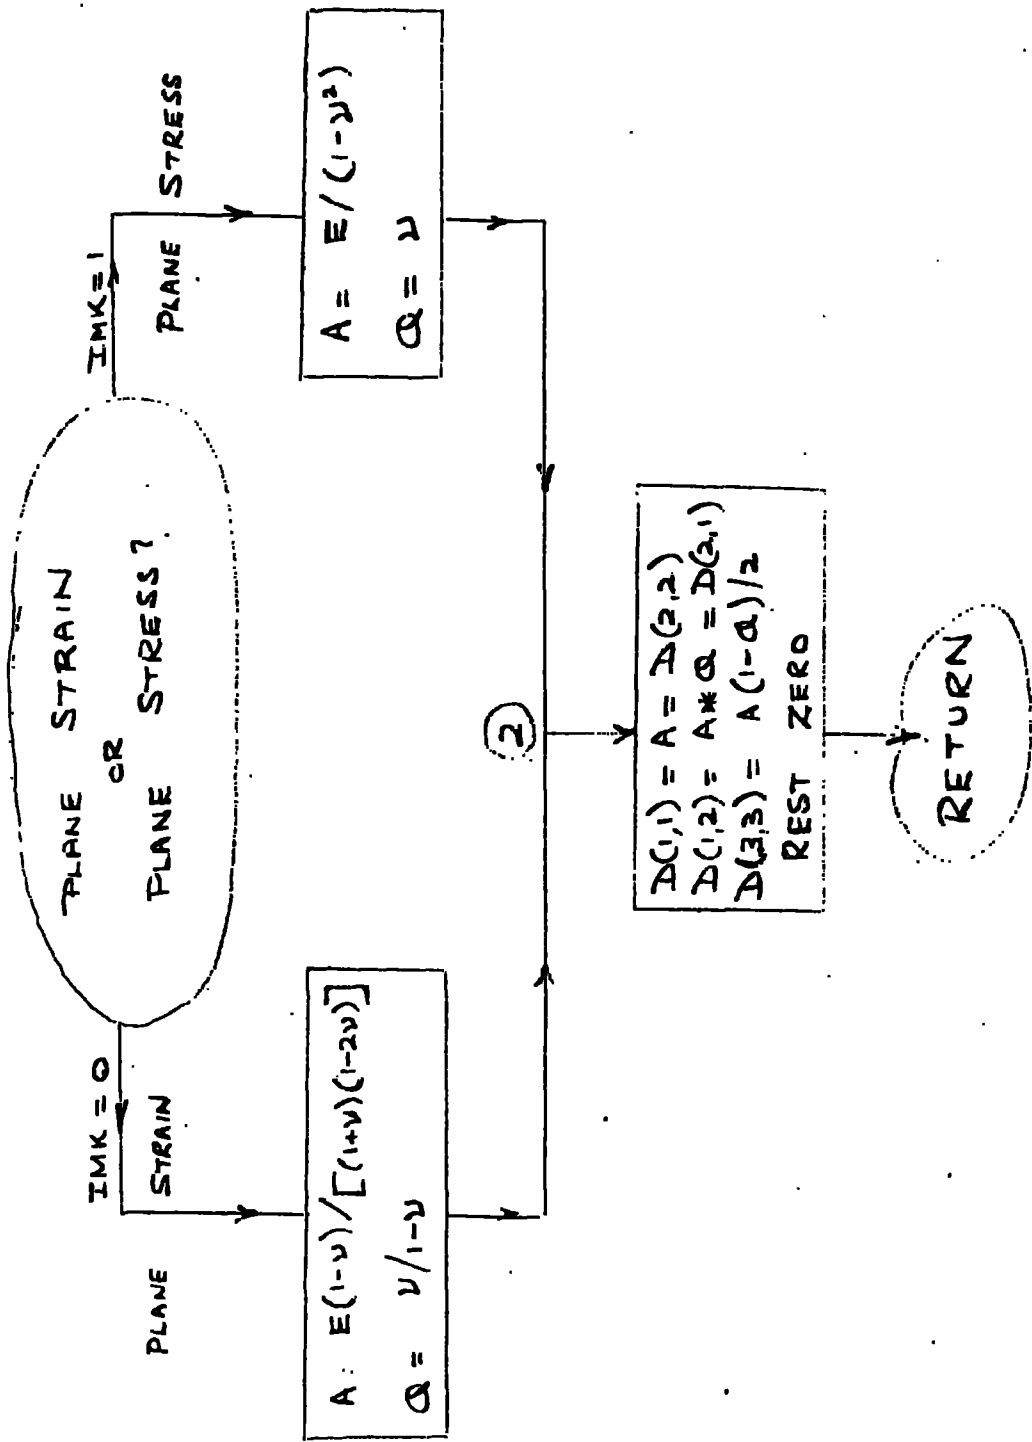 PLANE STRAIN
OR
PLANE STRESS?
IMK=0
PLANE STRAIN
IMK=1
PLANE STRESS
A: E(1-ν)/[(1+ν)(1-2ν)]
Q = ν/1-ν
A = E/(1-ν²)
Q = ν
2
D(1,1) = A = D(2,2)
D(1,2) = A*Q = D(2,1)
D(3,3) = A(1-Q)/2
REST ZERO
RETURN